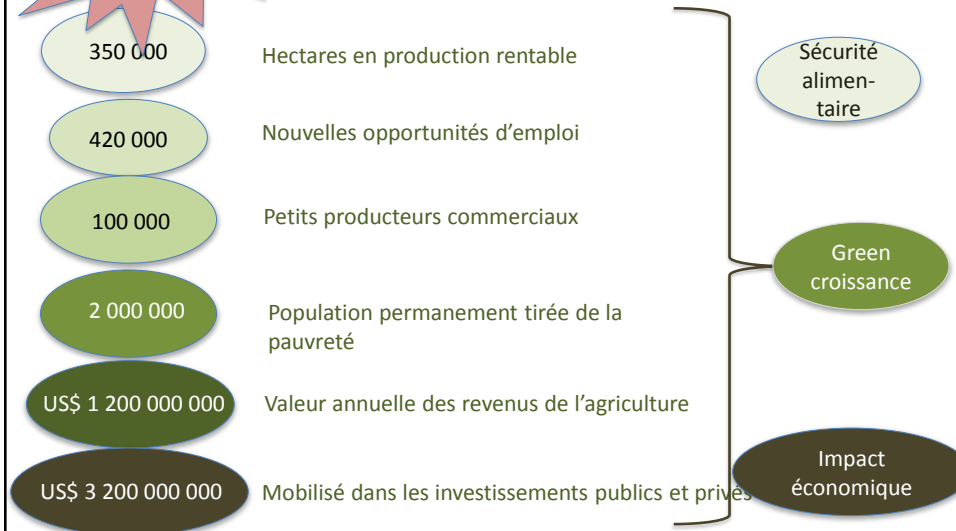 350 000
Hectares en production rentable
420 000
Nouvelles opportunités d’emploi
100 000
Petits producteurs commerciaux
2 000 000
Population permanement tirée de la
pauvreté
US$ 1 200 000 000
Valeur annuelle des revenus de l’agriculture
US$ 3 200 000 000
Mobilisé dans les investissements publics et privés
Sécurité
alimen-
taire
Green
croissance
Impact
économique